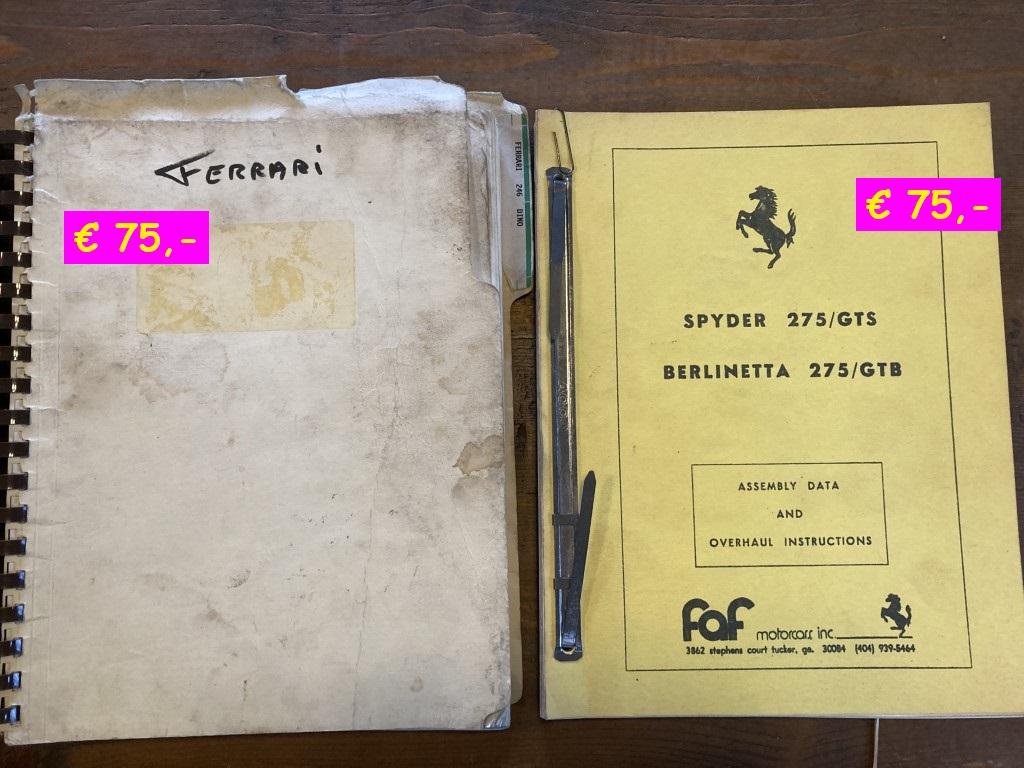 FERRARI
€ 75,-
FERRARI 246 DINO
€ 75,-
SPYDER 275/GTS
BERLINETTA 275/GTB
ASSEMBLY DATA
AND
OVERHAUL INSTRUCTIONS
faf motorcars inc.
3862 stephens court tucker, ga. 30084 (404) 939-5464